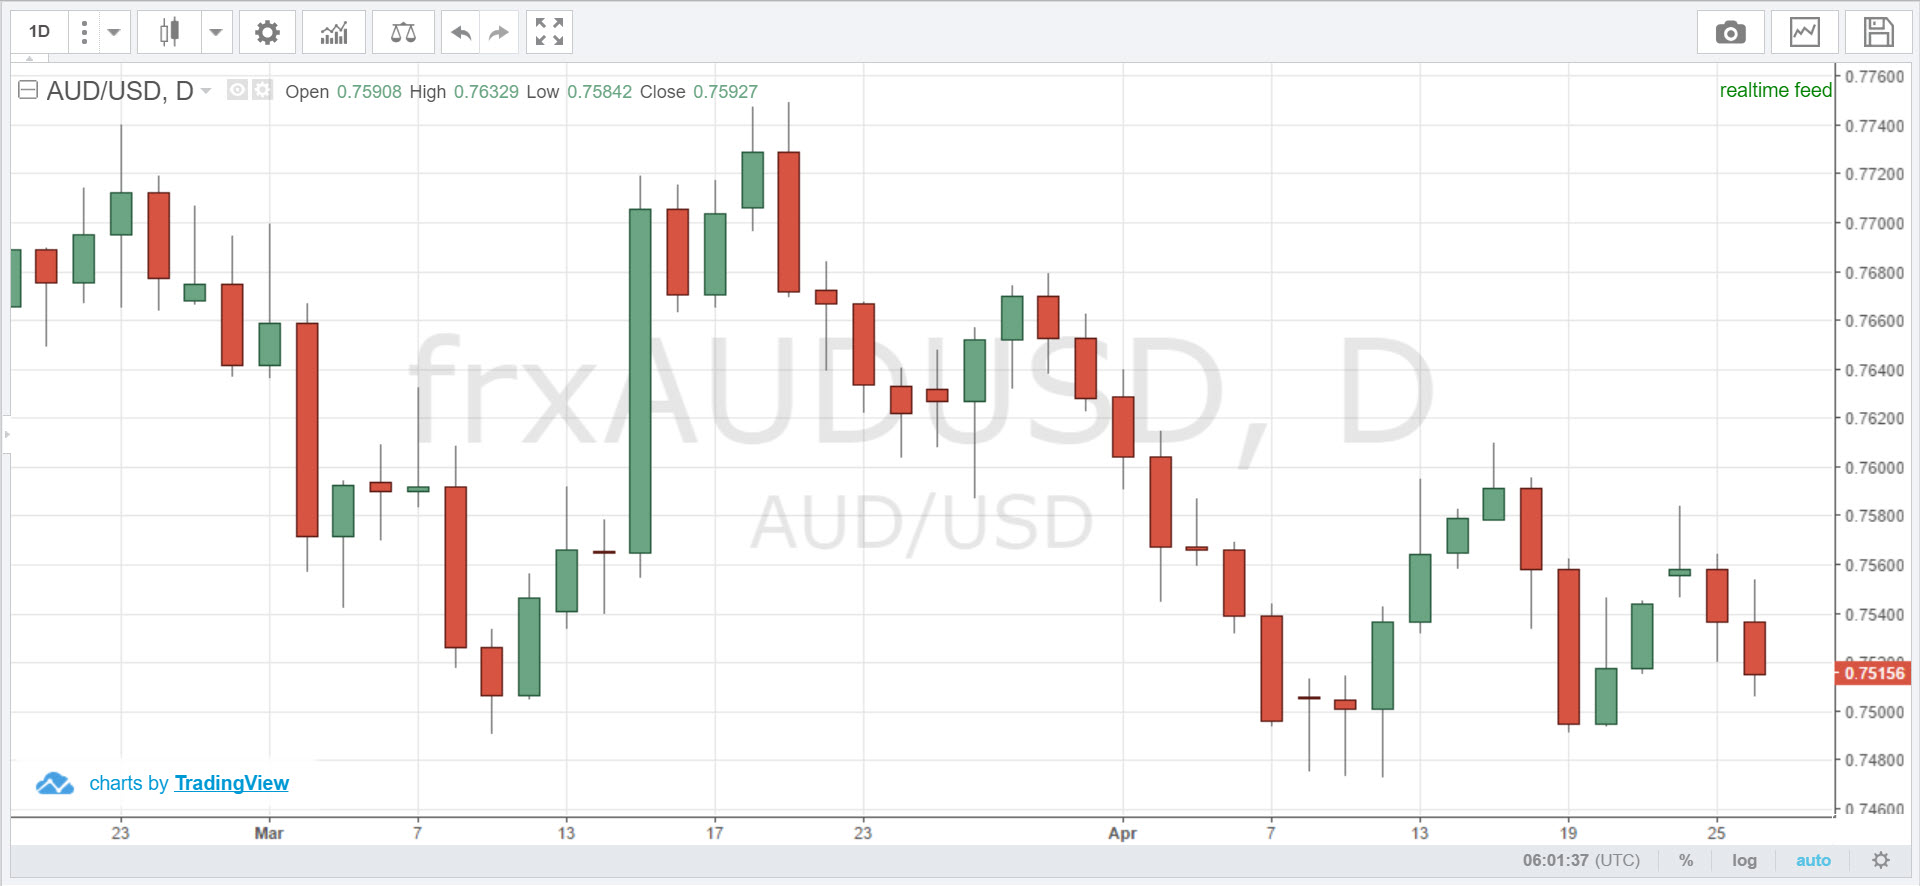 1D
AUD/USD, D Open 0.75908 High 0.76329 Low 0.75842 Close 0.75927
realtime feed
0.77600
0.77400
0.77200
0.77000
0.76800
0.76600
0.76400
0.76200
0.76000
0.75800
0.75600
0.75400
0.75200
0.75156
0.75000
0.74800
0.74600
frxAUDUSD, D
AUD/USD
charts by TradingView
23 Mar 7 13 17 23 Apr 7 13 19 25
06:01:37 (UTC) % log auto